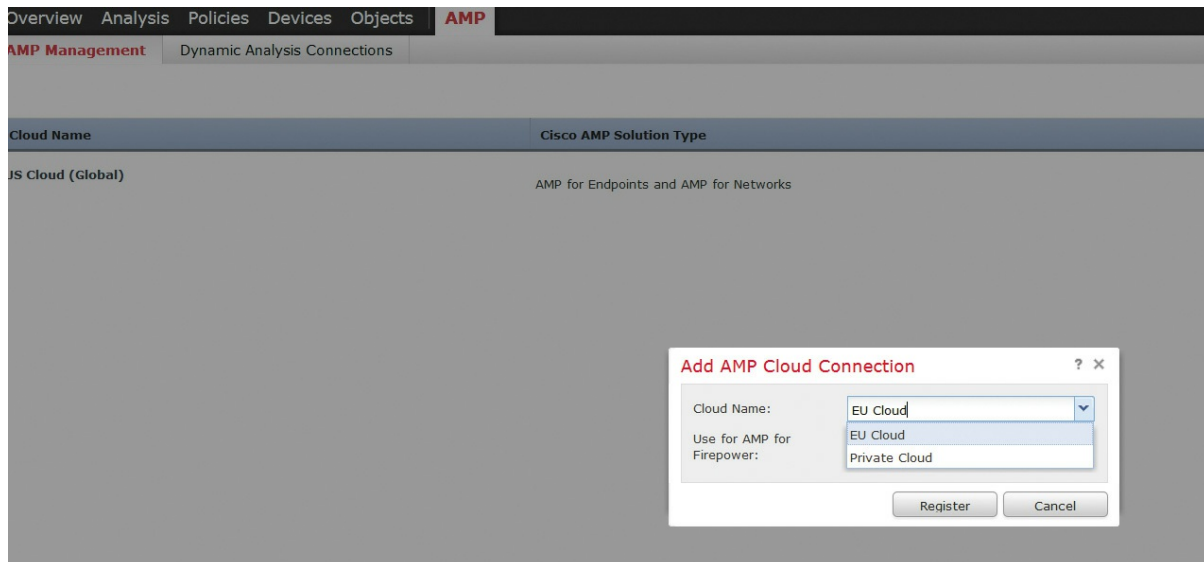 Overview Analysis Policies Devices Objects AMP
AMP Management Dynamic Analysis Connections
Cloud Name Cisco AMP Solution Type
US Cloud (Global)
AMP for Endpoints and AMP for Networks
Add AMP Cloud Connection ? ×
Cloud Name: EU Cloud
Use for AMP for
Firepower:
EU Cloud
Private Cloud
Register Cancel